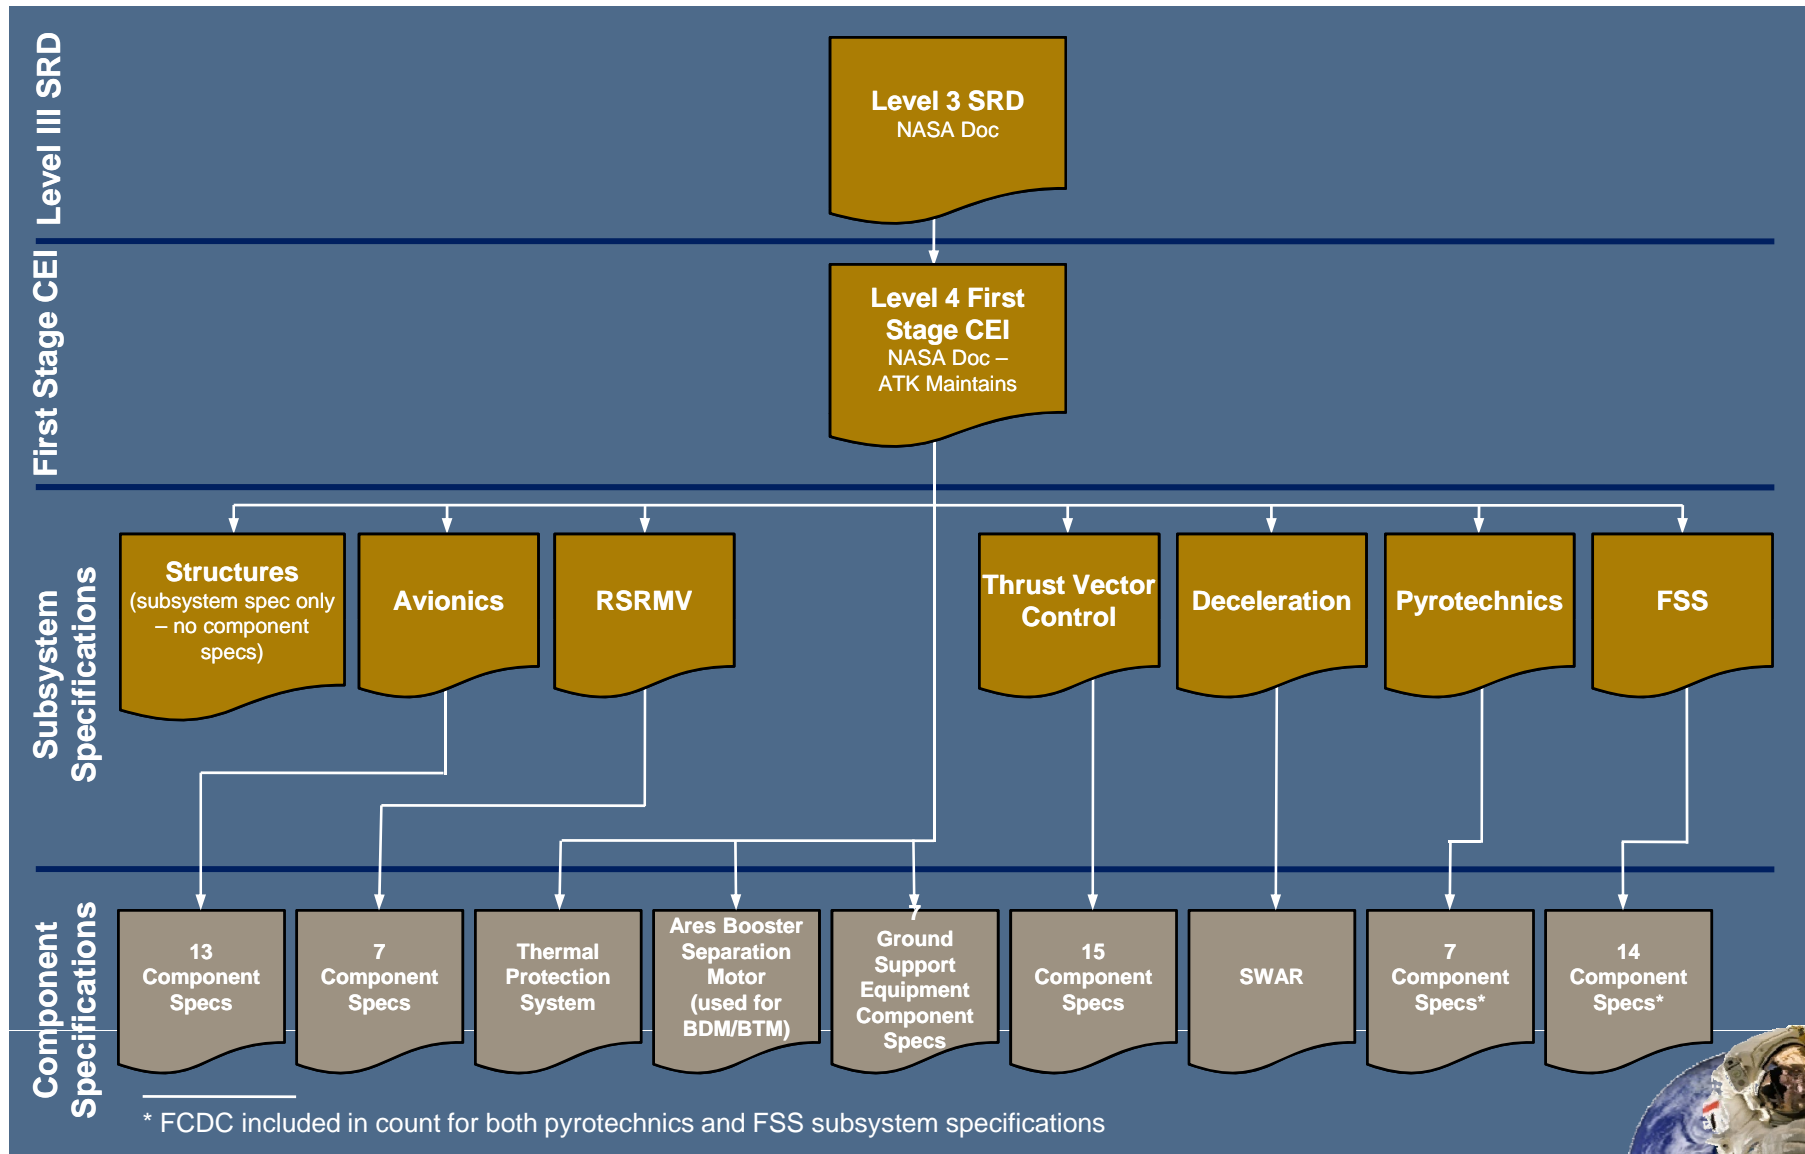 Level III SRD
Level 3 SRD
NASA Doc
First Stage CEI
Level 4 First
Stage CEI
NASA Doc –
ATK Maintains
Subsystem
Specifications
Structures
(subsystem spec only
– no component
specs)
Avionics
RSRMV
Thrust Vector
Control
Deceleration
Pyrotechnics
FSS
Component
Specifications
13
Component
Specs
7
Component
Specs
Thermal
Protection
System
Ares Booster
Separation
Motor
(used for
BDM/BTM)
7
Ground
Support
Equipment
Component
Specs
15
Component
Specs
SWAR
7
Component
Specs*
14
Component
Specs*
* FCDC included in count for both pyrotechnics and FSS subsystem specifications